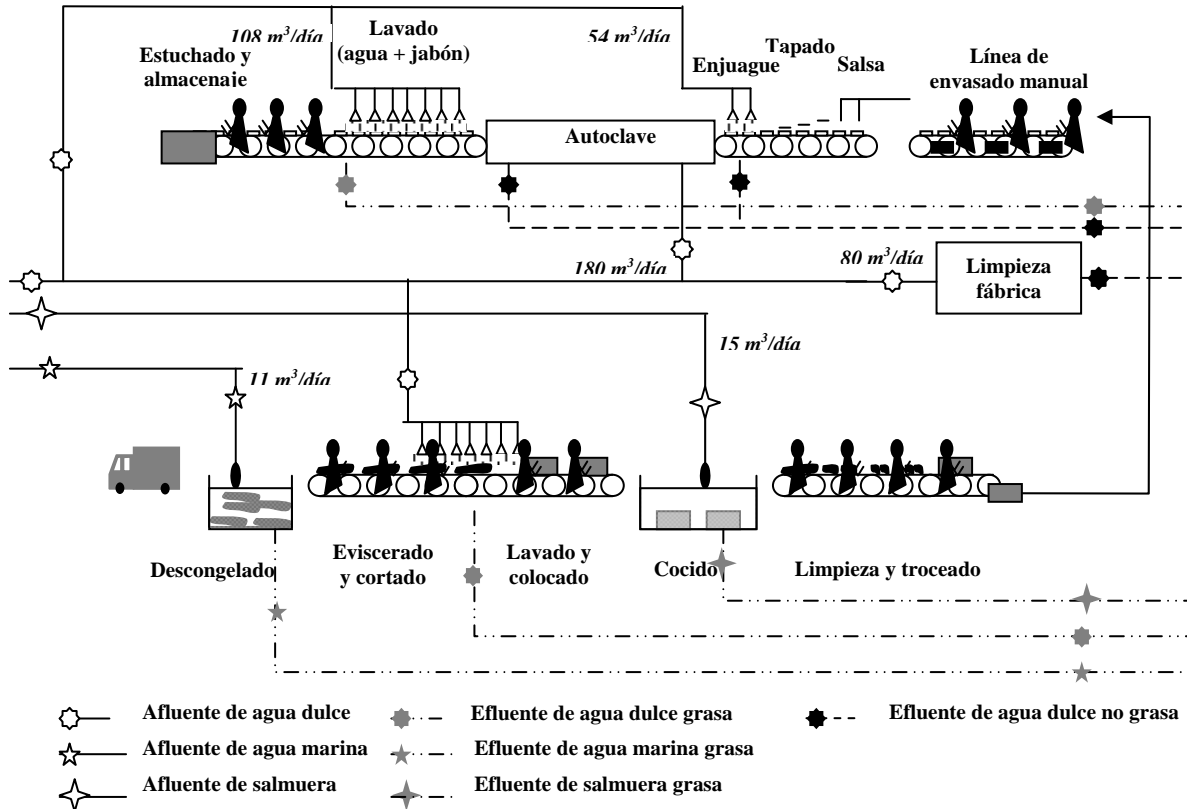 108 m³/día
Lavado
(agua + jabón)
54 m³/día
Tapado
Enjuague
Salsa
Línea de
envasado manual
Estuchado y
almacenaje
Autoclave
180 m³/día
80 m³/día
Limpieza
fábrica
15 m³/día
11 m³/día
Descongelado
Eviscerado
y cortado
Lavado y
colocado
Cocido
Limpieza y troceado
Afluente de agua dulce
Efluente de agua dulce grasa
Efluente de agua dulce no grasa
Afluente de agua marina
Efluente de agua marina grasa
Afluente de salmuera
Efluente de salmuera grasa